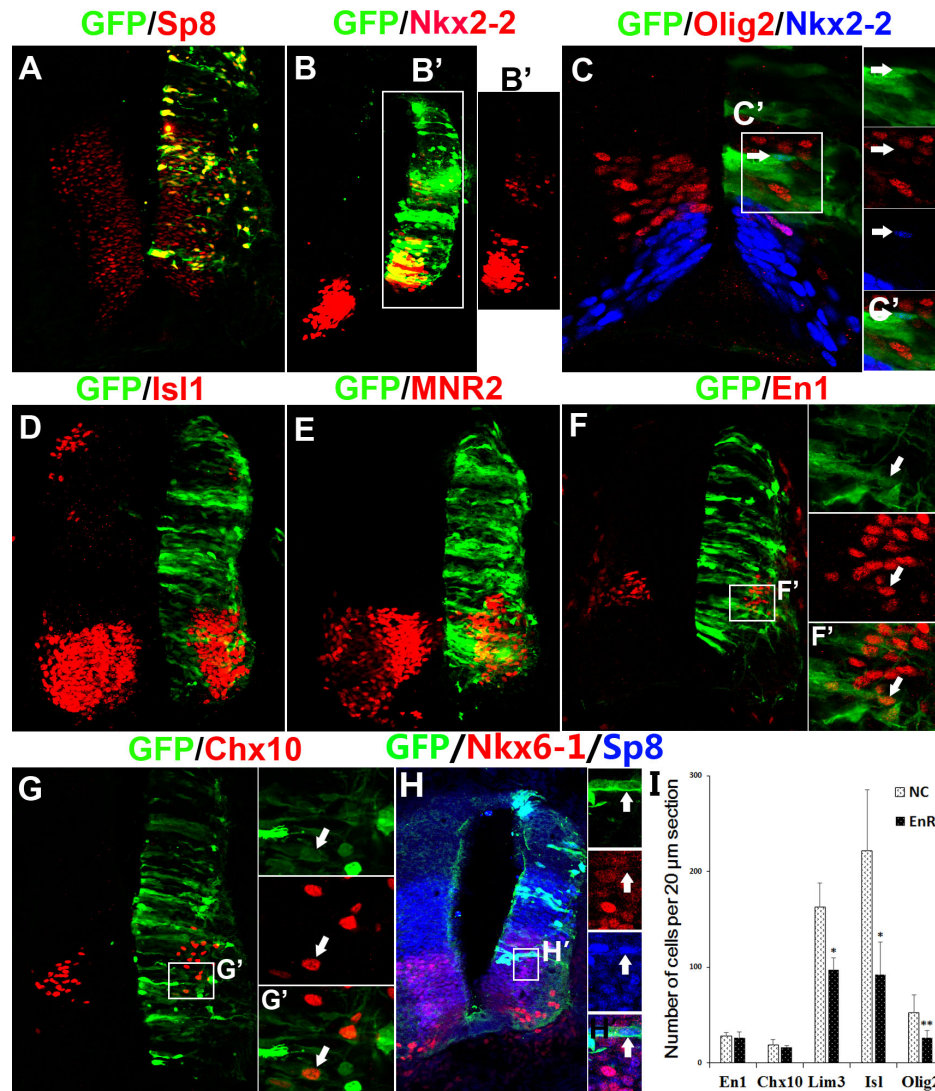 GFP/Sp8
GFP/Nkx2-2
GFP/Olig2/Nkx2-2
A
B
B’
B’
C
C’
C’
GFP/Isl1
GFP/MNR2
GFP/En1
D
E
F
F’
F’
GFP/Chx10
GFP/Nkx6-1/Sp8
G
G’
G’
H
H’
H
I
NC
EnR
Number of cells per 20 μm section
300
200
100
0
*
*
**
En1 Chx10 Lim3 Isl Olig2